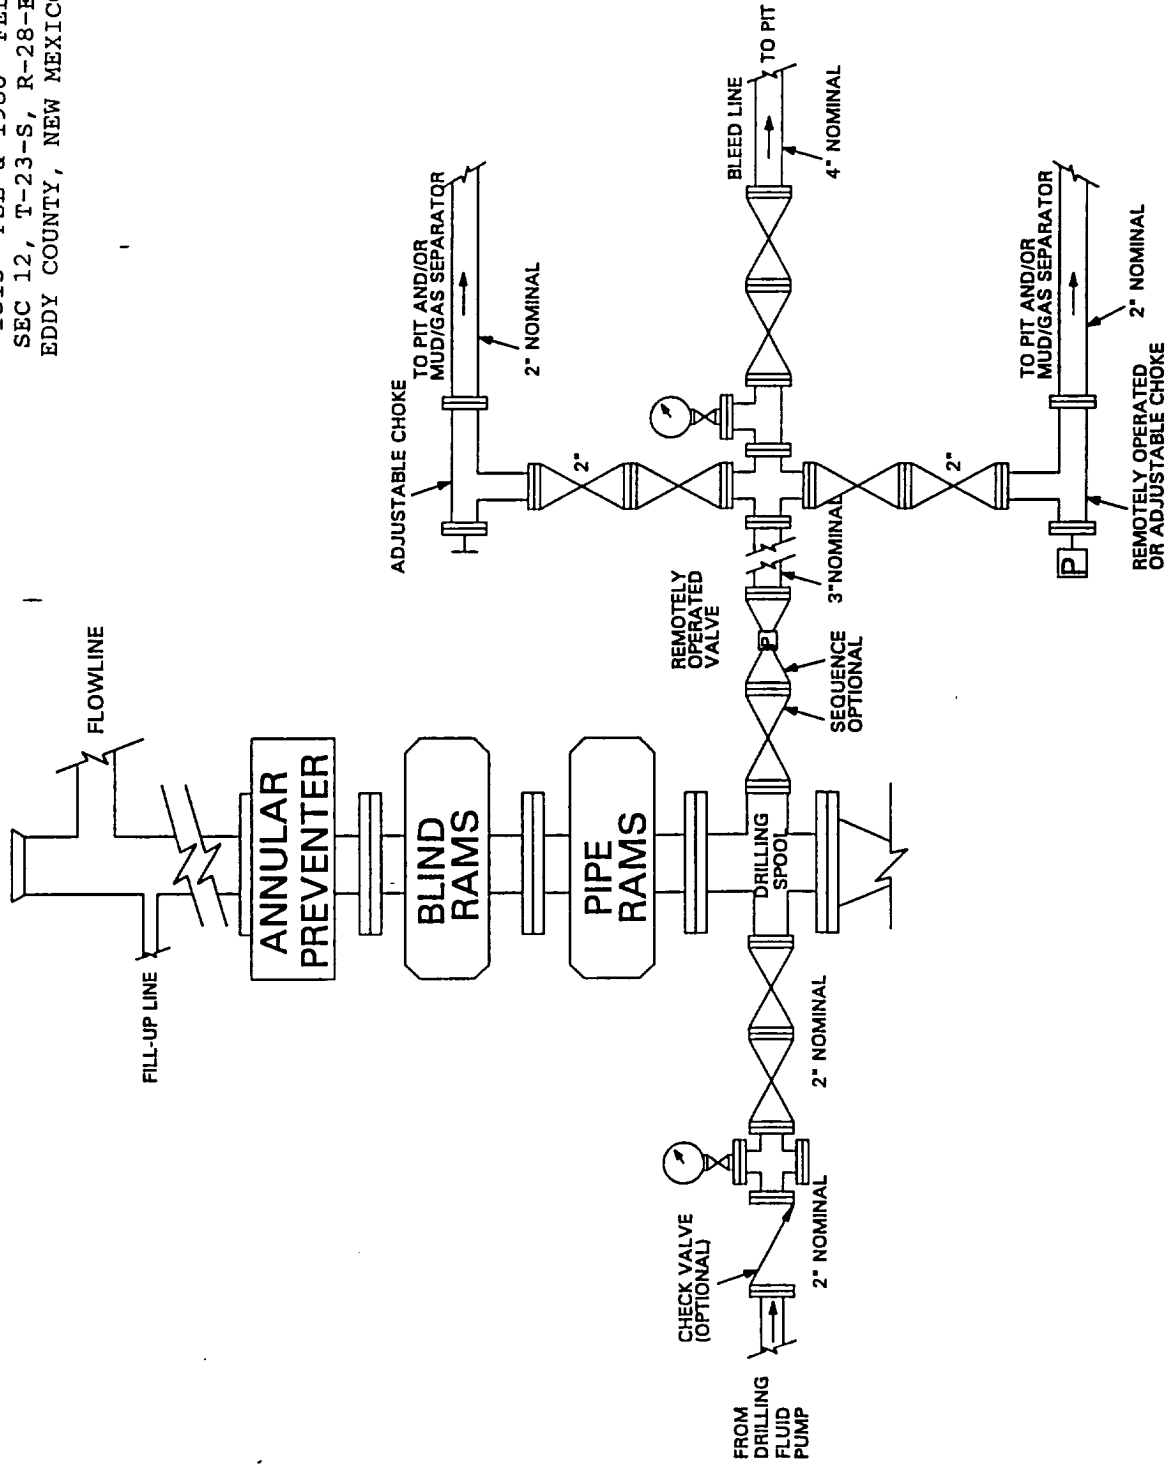 SEC 12, T-23-S, R-28-E
EDDY COUNTY, NEW MEXICO
FLOWLINE
FILL-UP LINE
ANNULAR
PREVENTER
BLIND
RAMS
PIPE
RAMS
DRILLING
SPOOL
ADJUSTABLE CHOKE
TO PIT AND/OR
MUD/GAS SEPARATOR
2" NOMINAL
2"
BLEED LINE
TO PIT
4" NOMINAL
REMOTELY
OPERATED
VALVE
P
SEQUENCE
OPTIONAL
3"NOMINAL
2"
TO PIT AND/OR
MUD/GAS SEPARATOR
2" NOMINAL
P
REMOTELY OPERATED
OR ADJUSTABLE CHOKE
2" NOMINAL
CHECK VALVE
(OPTIONAL)
2" NOMINAL
FROM
DRILLING
FLUID
PUMP